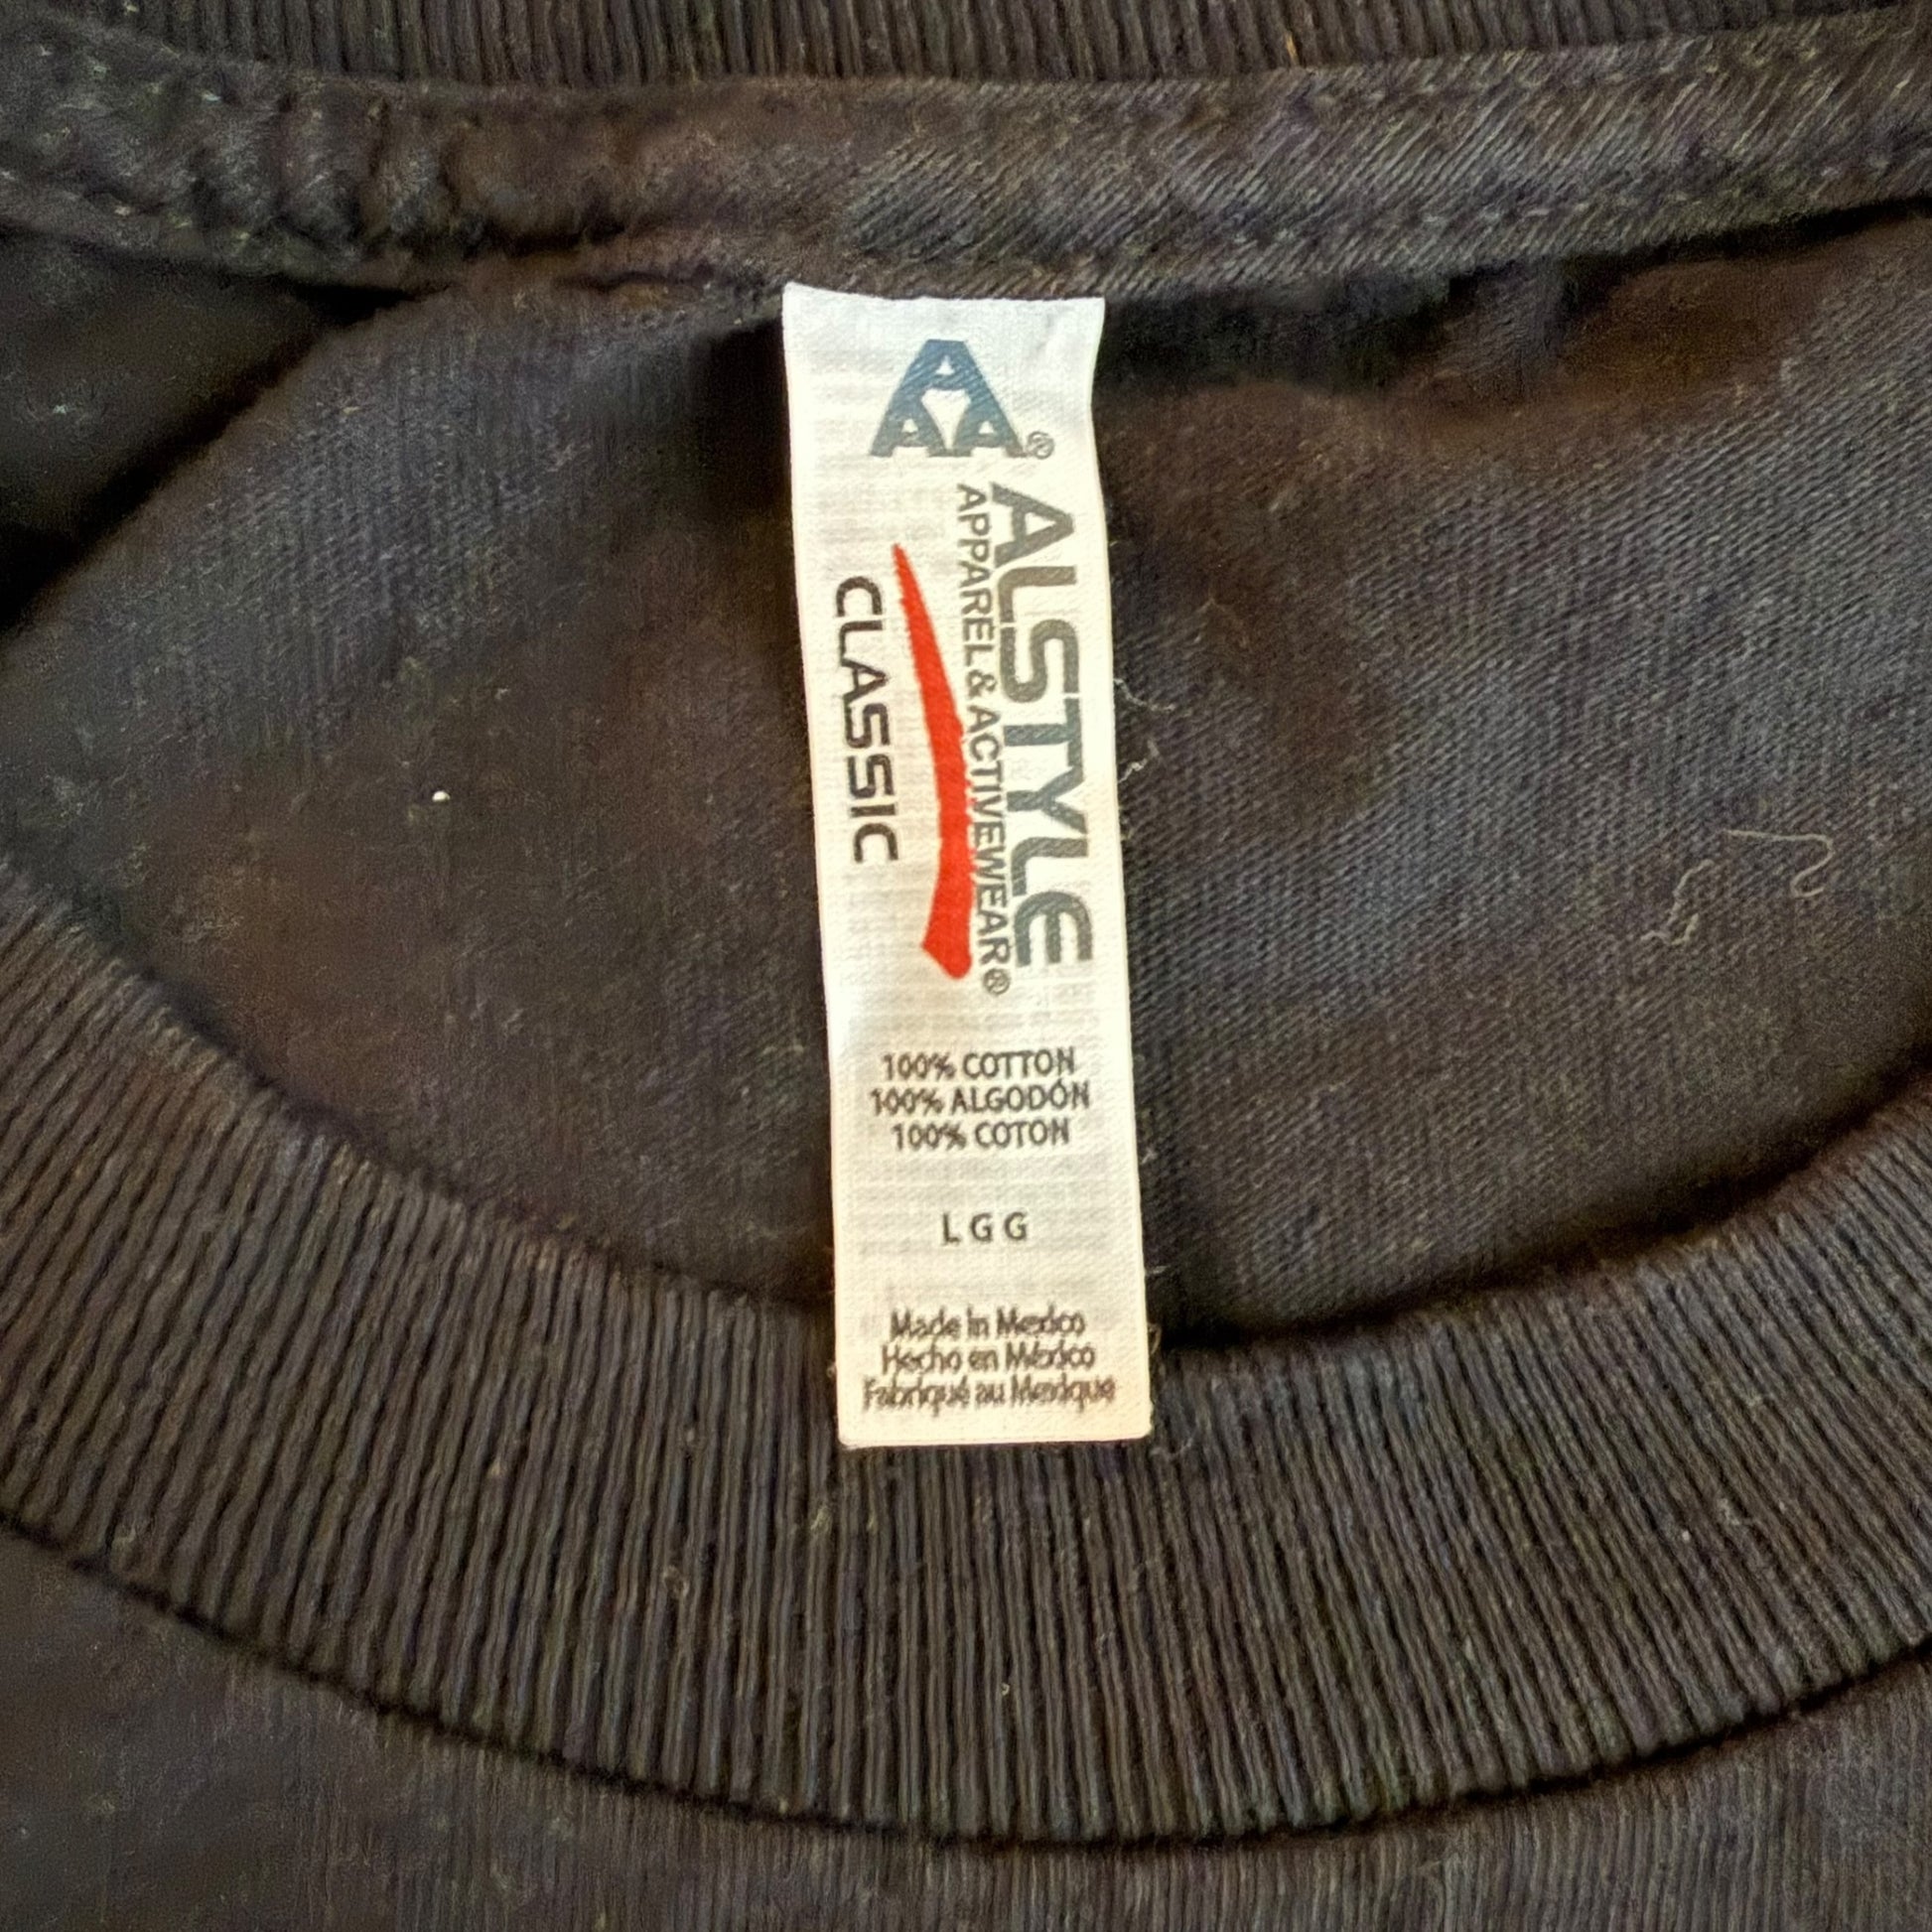 AAA®
ALSTYLE
APPAREL & ACTIVEWEAR®
CLASSIC
100% COTTON
100% ALGODÓN
100% COTON
L G G
Made in Mexico
Hecho en México
Fabriqué au Mexique